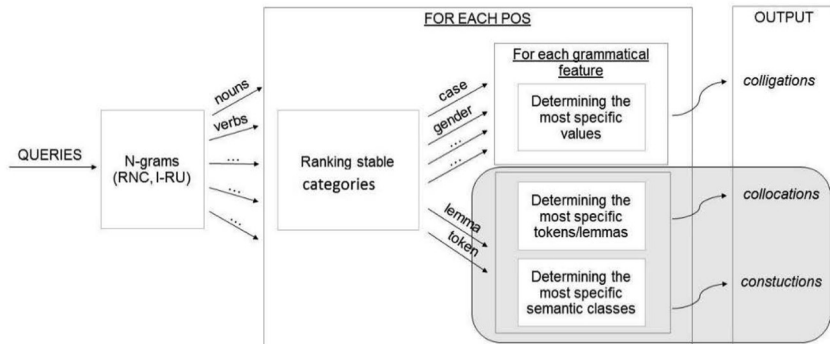 FOR EACH POS
OUTPUT
QUERIES
N-grams
(RNC, I-RU)
nouns
verbs
...
...
...
Ranking stable
categories
case
gender
...
...
lemma
token
For each grammatical
feature
Determining the
most specific
values
Determining the
most specific
tokens/lemmas
Determining the
most specific
semantic classes
colligations
collocations
constuctions